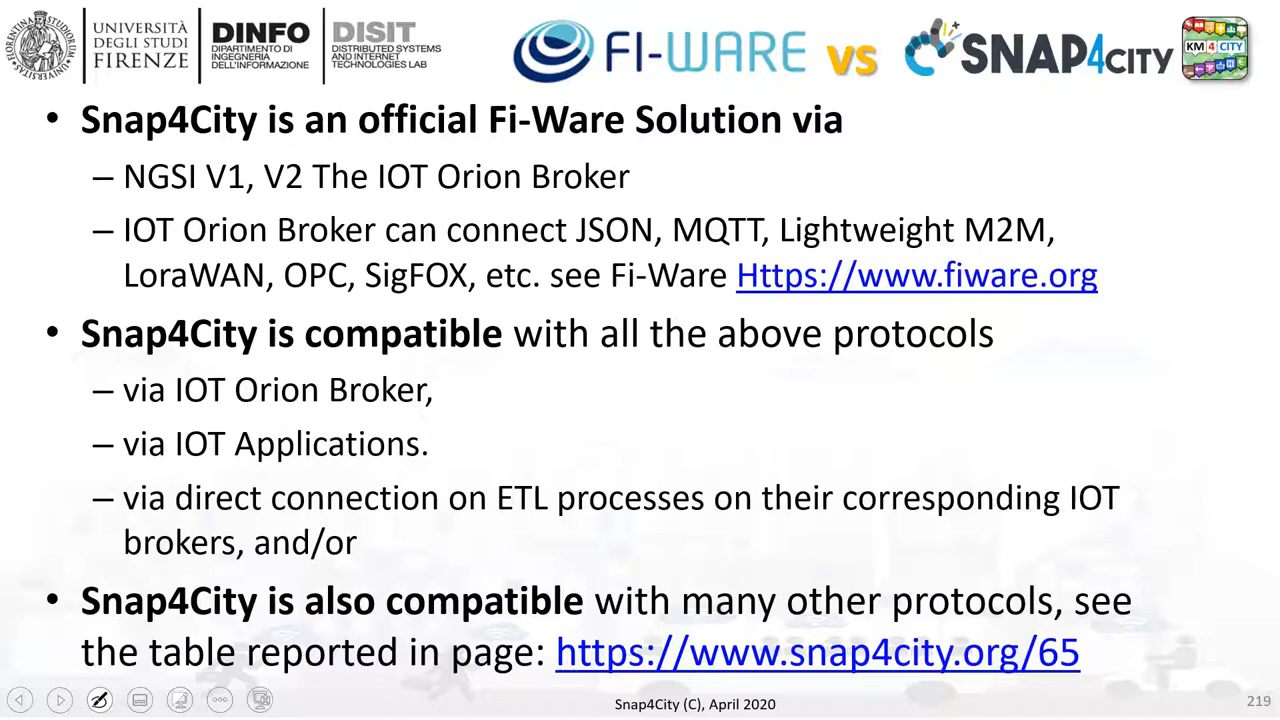 UNIVERSITÀ
DEGLI STUDI
FIRENZE
DINFO
DIPARTIMENTO DI
INGEGNERIA
DELL'INFORMAZIONE
DISIT
DISTRIBUTED SYSTEMS
AND INTERNET
TECHNOLOGIES LAB
FI-WARE vs SNAP4CITY
KM4CITY
• Snap4City is an official Fi-Ware Solution via
– NGSI V1, V2 The IOT Orion Broker
– IOT Orion Broker can connect JSON, MQTT, Lightweight M2M,
LoraWAN, OPC, SigFOX, etc. see Fi-Ware Https://www.fiware.org
• Snap4City is compatible with all the above protocols
– via IOT Orion Broker,
– via IOT Applications.
– via direct connection on ETL processes on their corresponding IOT
brokers, and/or
• Snap4City is also compatible with many other protocols, see
the table reported in page: https://www.snap4city.org/65
Snap4City (C), April 2020
219